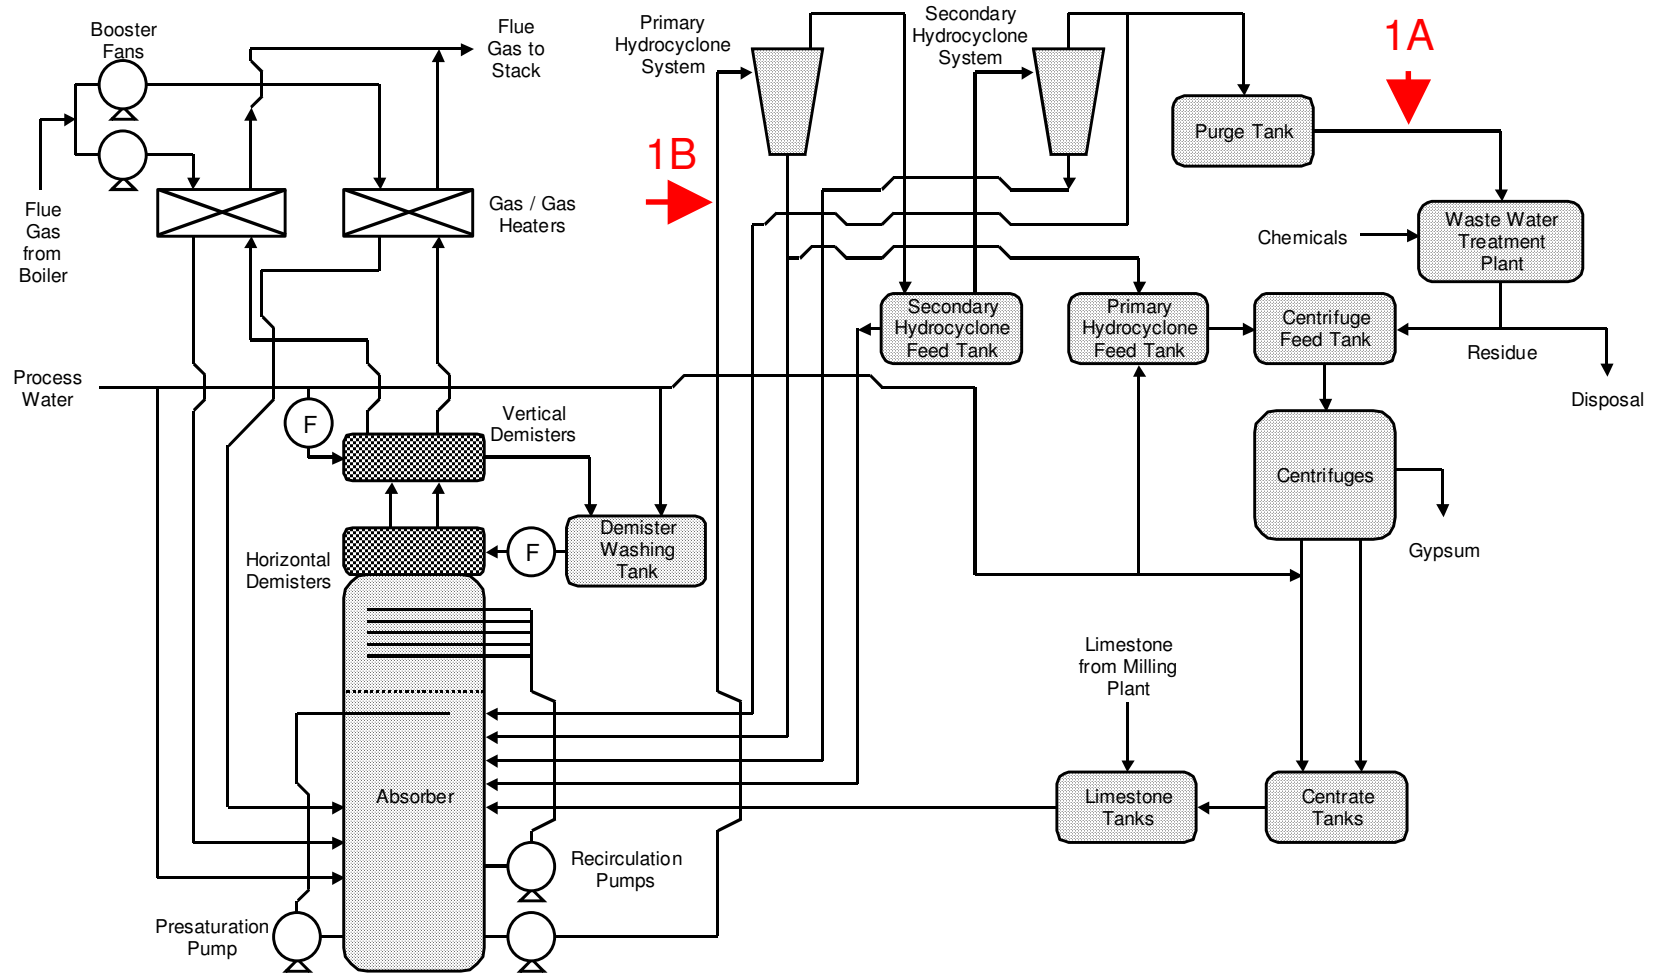 Booster
Fans
Flue
Gas to
Stack
Primary
Hydrocyclone
System
Secondary
Hydrocyclone
System
1A
Purge Tank
1B
Flue
Gas
from
Boiler
Gas / Gas
Heaters
Chemicals
Waste Water
Treatment
Plant
Secondary
Hydrocyclone
Feed Tank
Primary
Hydrocyclone
Feed Tank
Centrifuge
Feed Tank
Residue
Disposal
Process
Water
F
Vertical
Demisters
Centrifuges
Gypsum
Horizontal
Demisters
F
Demister
Washing
Tank
Limestone
from Milling
Plant
Absorber
Limestone
Tanks
Centrate
Tanks
Recirculation
Pumps
Presaturation
Pump